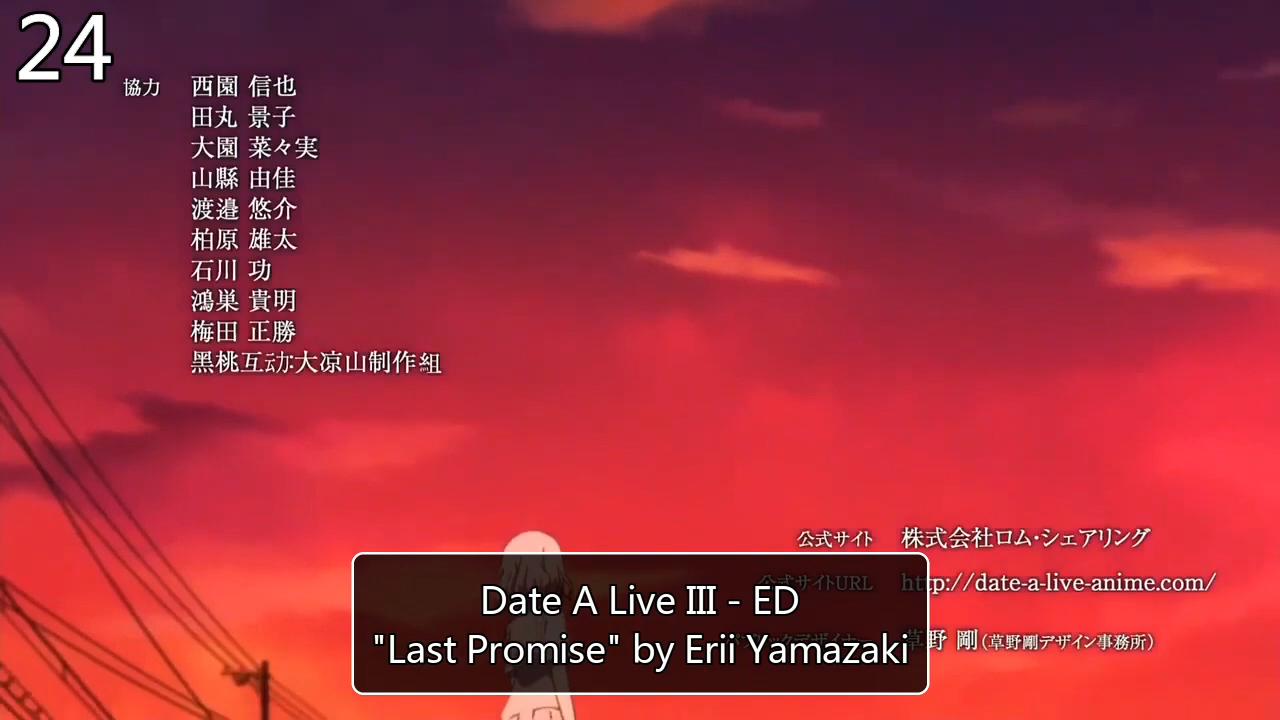 24
協力 西園 信也
田丸 景子
大園 菜々実
山縣 由佳
渡邉 悠介
柏原 雄太
石川 功
鴻巣 貴明
梅田 正勝
黑桃互动:大凉山制作組
公式サイト 株式会社ロム・シェアリング
公式サイトURL http://date-a-live-anime.com/
草野 剛(草野剛デザイン事務所)
Date A Live III - ED
"Last Promise" by Erii Yamazaki